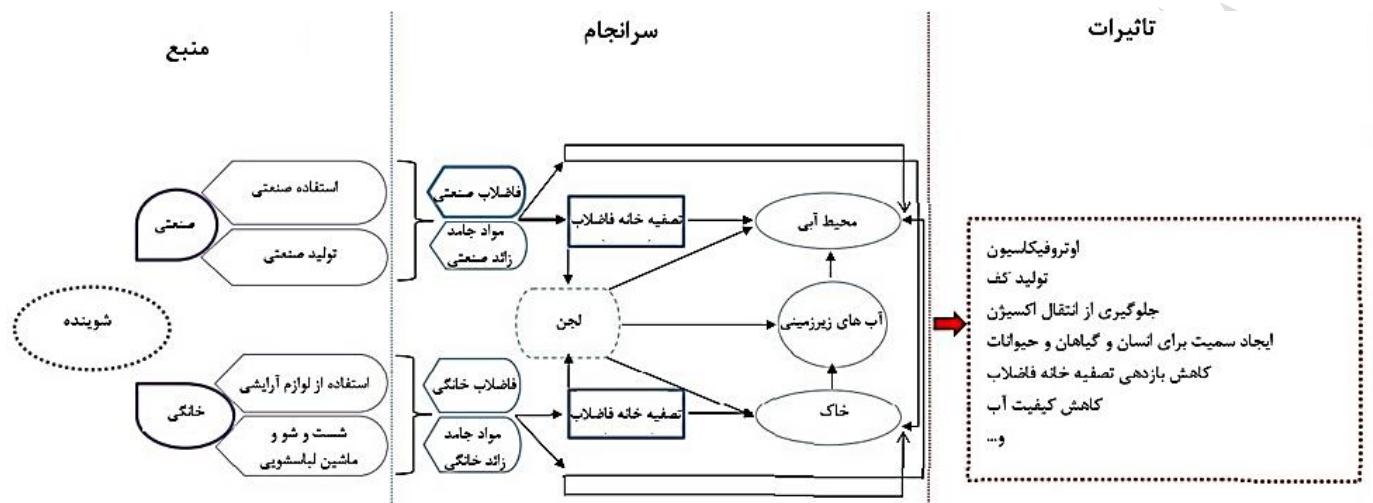 منبع
سرانجام
تاثیرات
شوینده
صنعتی
استفاده صنعتی
تولید صنعتی
خانگی
استفاده از لوازم آرایشی
شست و شو و
ماشین لباسشویی
فاضلاب صنعتی
مواد جامد
زائد صنعتی
فاضلاب خانگی
مواد جامد
زائد خانگی
تصفیه خانه فاضلاب
لجن
تصفیه خانه فاضلاب
محیط آبی
آب های زیرزمینی
خاک
اوتروفیکاسیون
تولید کف
جلوگیری از انتقال اکسیژن
ایجاد سمیت برای انسان و گیاهان و حیوانات
کاهش بازدهی تصفیه خانه فاضلاب
کاهش کیفیت آب
و...